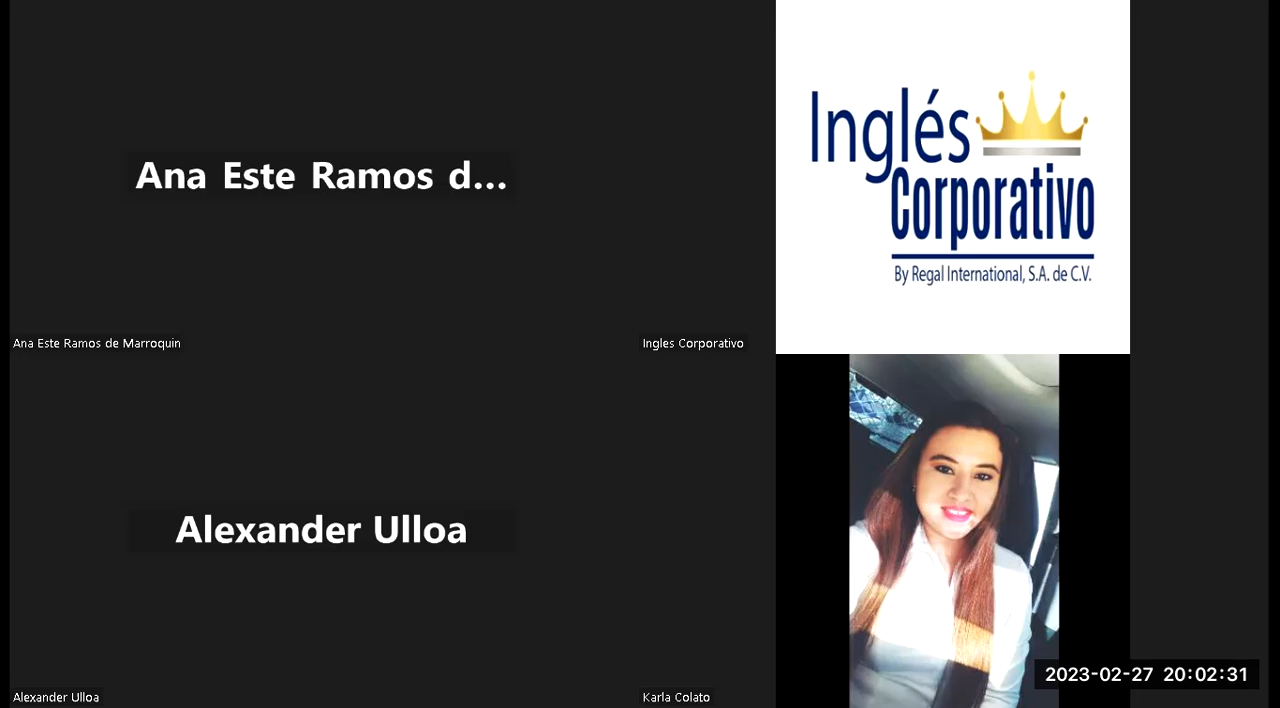 Ana Este Ramos d...
Ana Este Ramos de Marroquin
Inglés
Corporativo
By Regal International, S.A. de C.V.
Ingles Corporativo
Alexander Ulloa
Alexander Ulloa
Karla Colato
2023-02-27 20:02:31